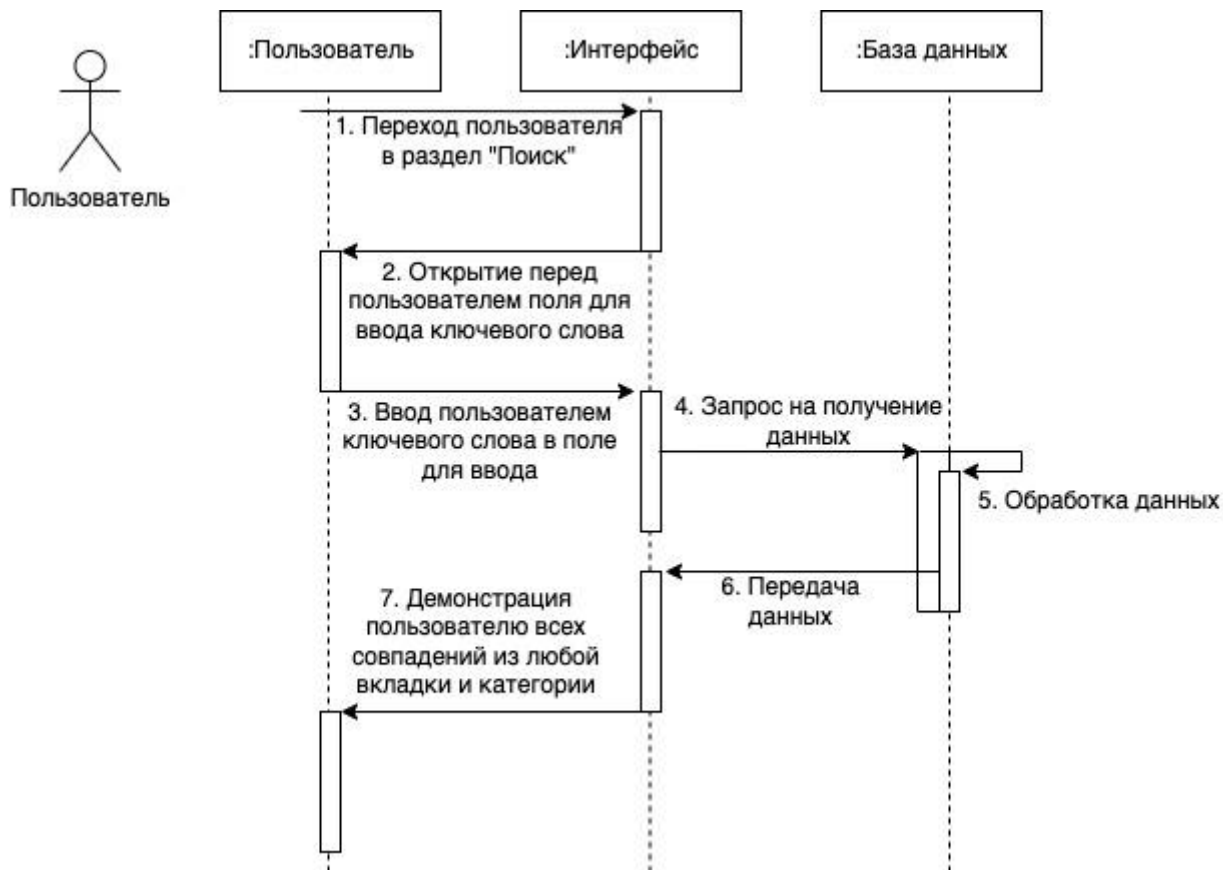 :Пользователь
:Интерфейс
:База данных
Пользователь
1. Переход пользователя
в раздел "Поиск"
2. Открытие перед
пользователем поля для
ввода ключевого слова
3. Ввод пользователем
ключевого слова в поле
для ввода
4. Запрос на получение
данных
5. Обработка данных
6. Передача
данных
7. Демонстрация
пользователю всех
совпадений из любой
вкладки и категории